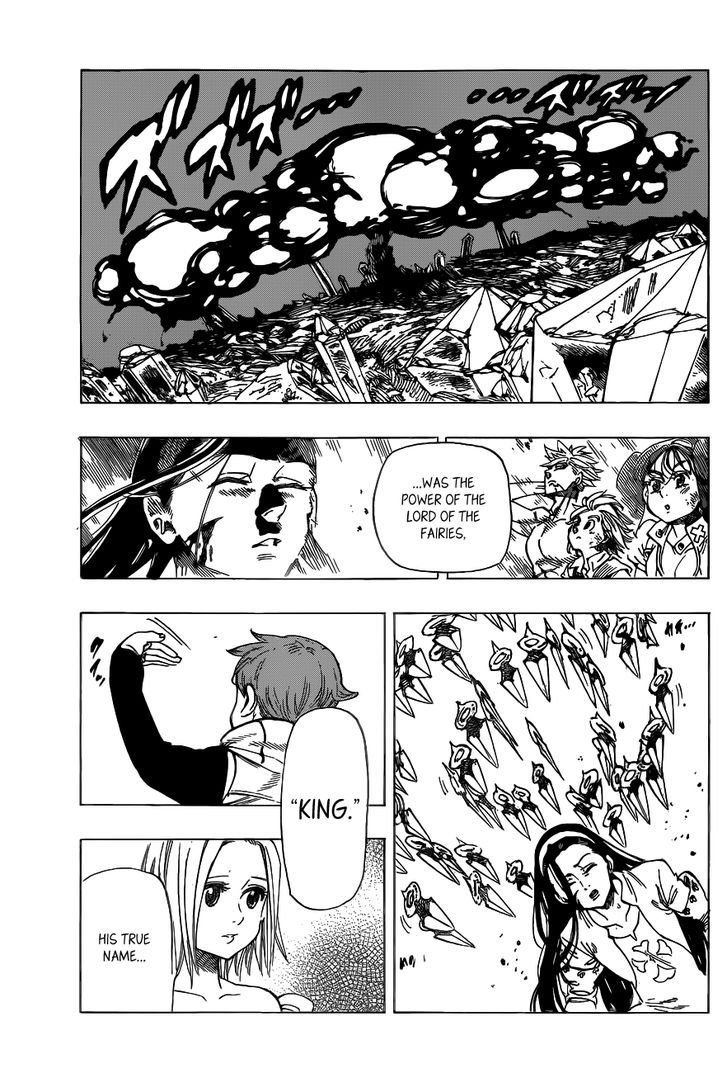 ズズズ...
...ズズ...
...WAS THE
POWER OF THE
LORD OF THE
FAIRIES.
"KING."
HIS TRUE
NAME...